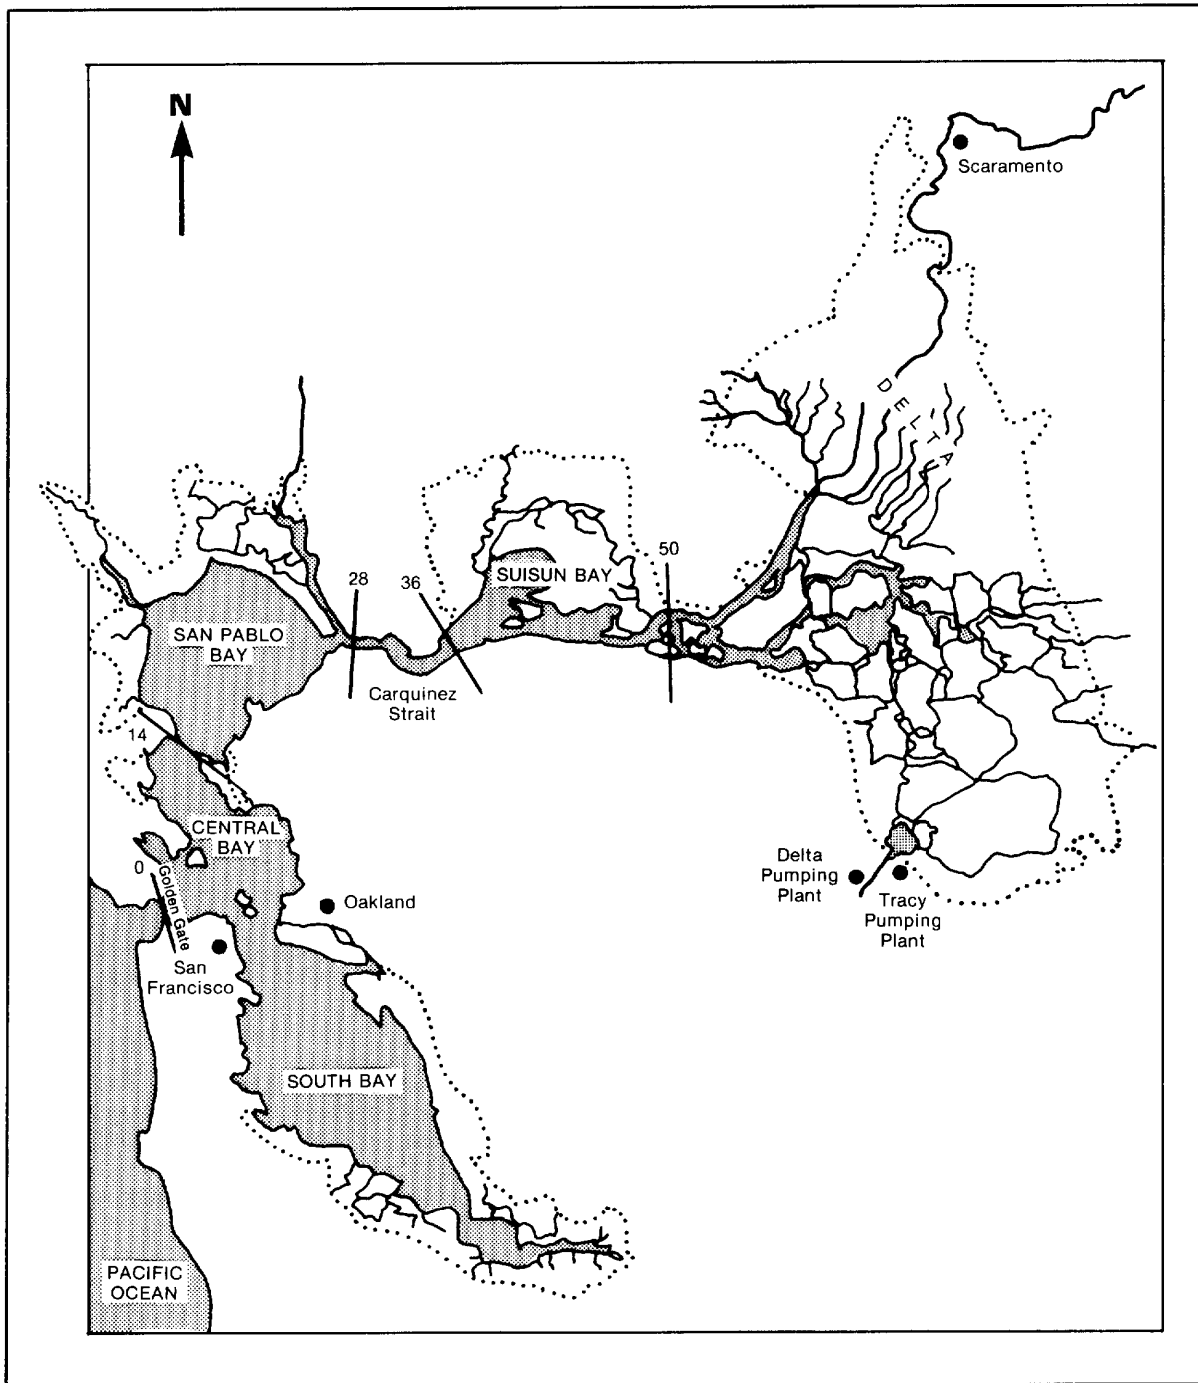 N
Scaramento
DELTA
50
SUISUN BAY
28
36
SAN PABLO
BAY
Carquinez
Strait
14
CENTRAL
BAY
0
Golden Gate
Oakland
San
Francisco
Delta
Pumping
Plant
Tracy
Pumping
Plant
SOUTH BAY
PACIFIC
OCEAN